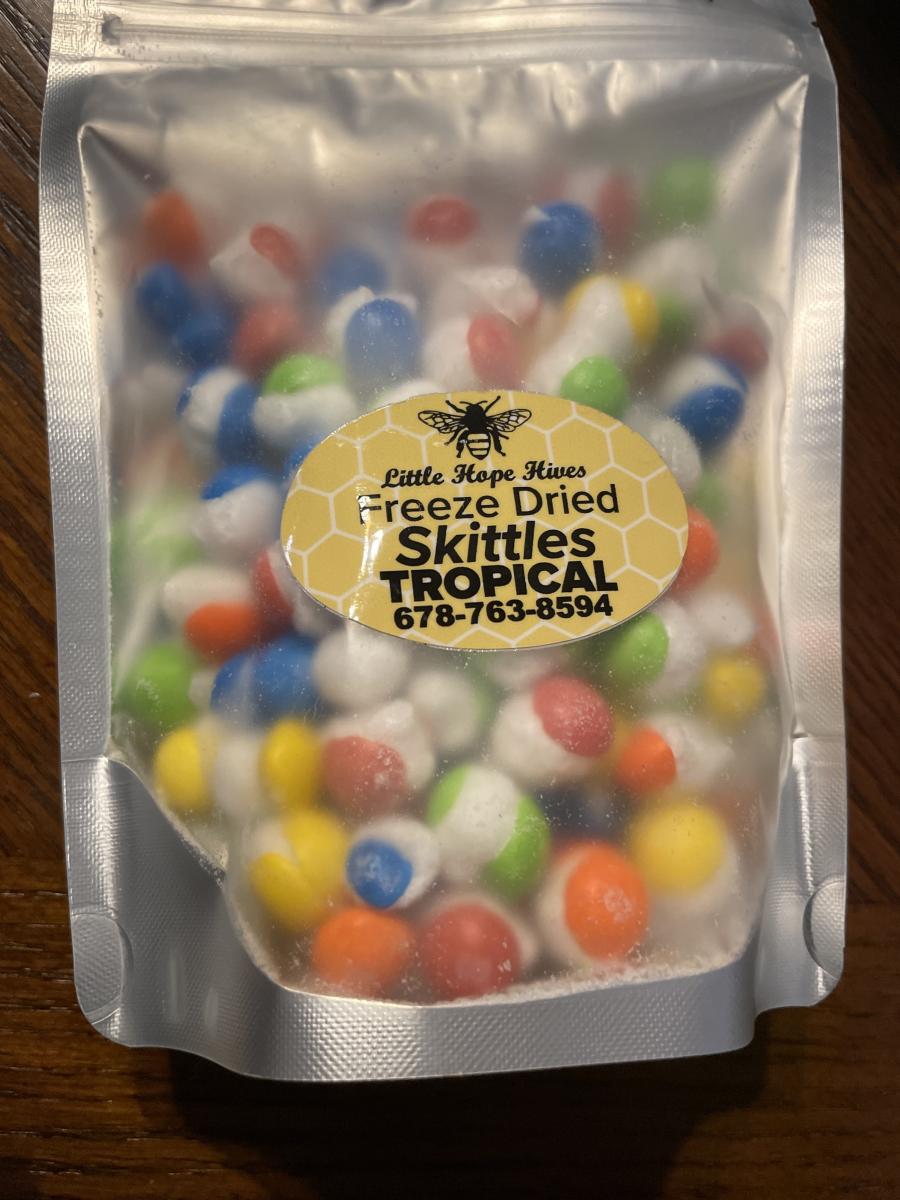 Little Hope Hives
Freeze Dried
Skittles
TROPICAL
678-763-8594